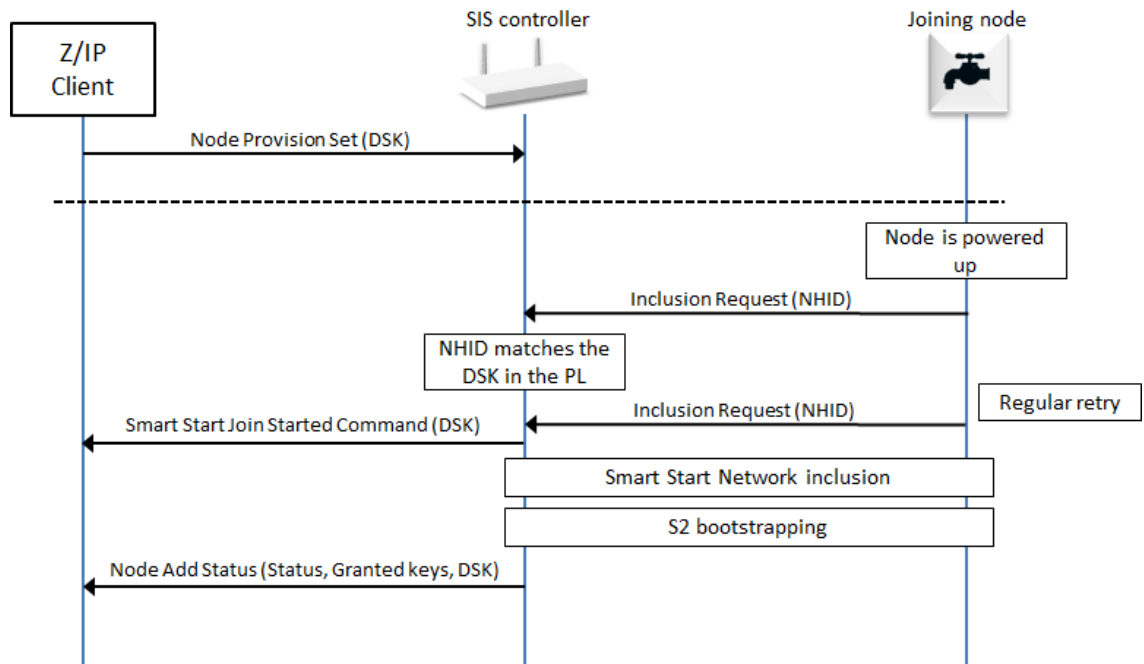 SIS controller
Joining node
Z/IP
Client
Node Provision Set (DSK)
Node is powered
up
Inclusion Request (NHID)
NHID matches the
DSK in the PL
Regular retry
Inclusion Request (NHID)
Smart Start Join Started Command (DSK)
Smart Start Network inclusion
S2 bootstrapping
Node Add Status (Status, Granted keys, DSK)